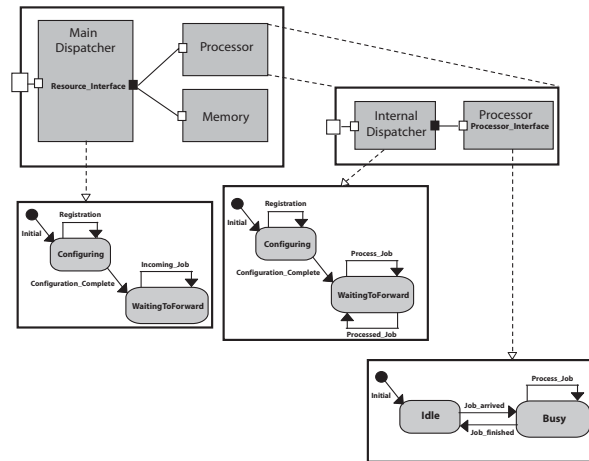 Main
Dispatcher
Resource_Interface
Processor
Memory
Internal
Dispatcher
Processor
Processor_Interface
Registration
Initial
Configuring
Incoming_Job
Configuration_Complete
WaitingToForward
Registration
Initial
Configuring
Process_Job
Configuration_Complete
WaitingToForward
Processed_Job
Process_Job
Initial
Idle
Job_arrived
Busy
Job_finished